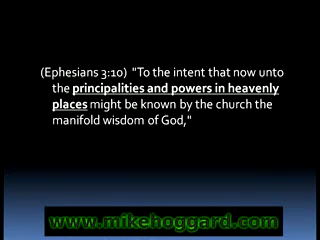 (Ephesians 3:10) "To the intent that now unto
the principalities and powers in heavenly
places might be known by the church the
manifold wisdom of God,"
www.mikehoggard.com